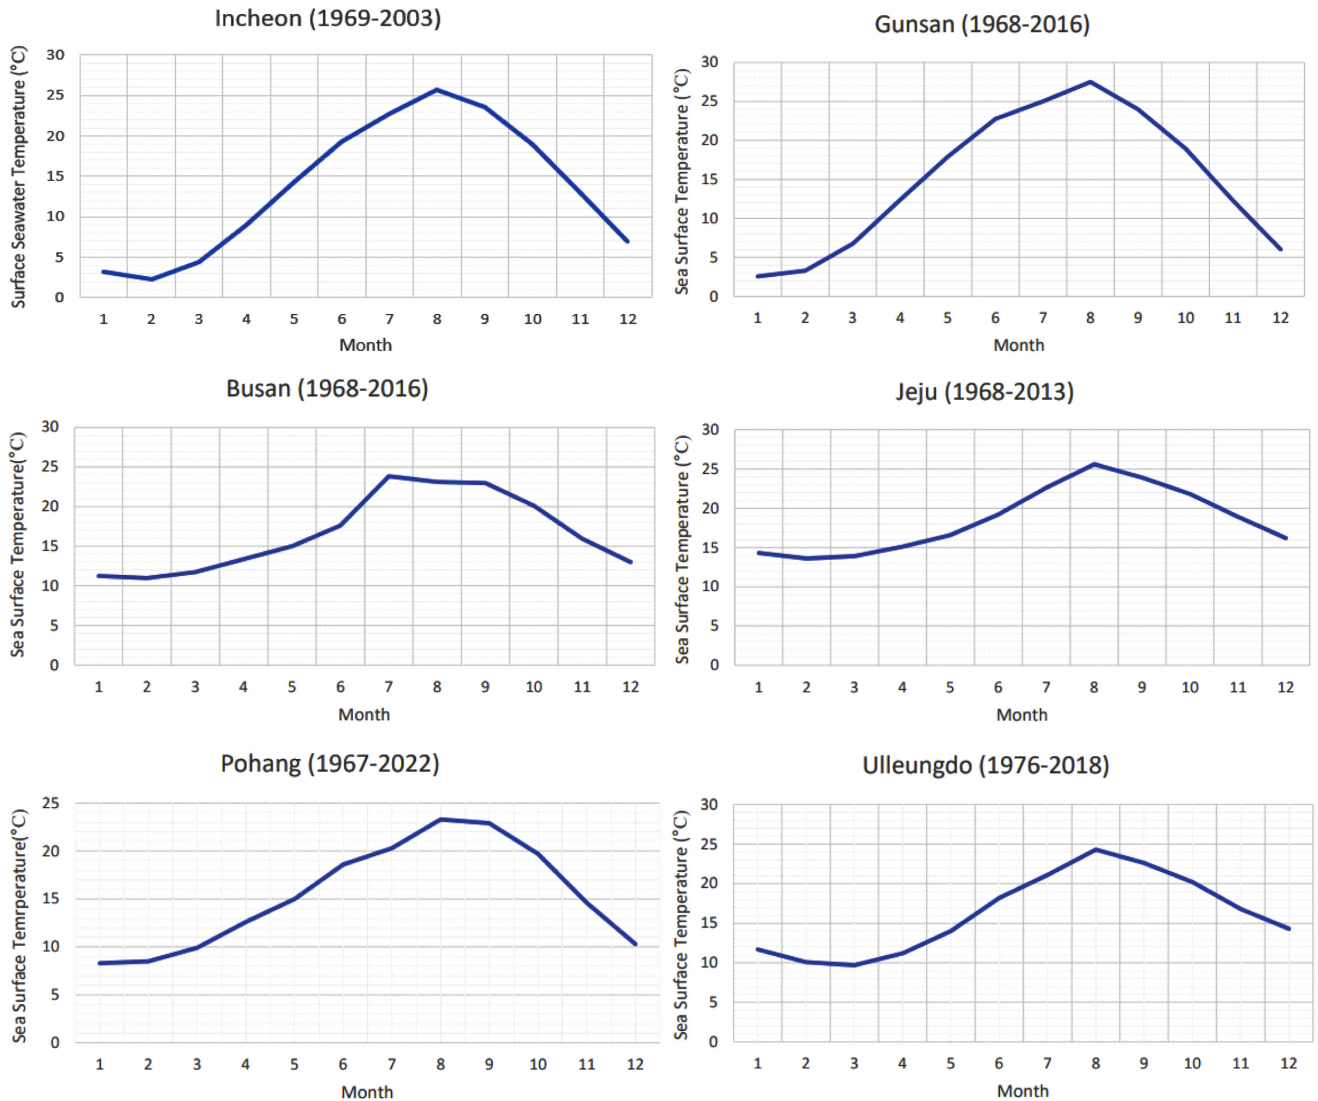 Incheon (1969-2003)
Surface Seawater Temperature (°C)
30
25
20
15
10
5
0
1 2 3 4 5 6 7 8 9 10 11 12
Month
Gunsan (1968-2016)
Sea Surface Temperature (°C)
30
25
20
15
10
5
0
1 2 3 4 5 6 7 8 9 10 11 12
Month
Busan (1968-2016)
Sea Surface Temperature(°C)
30
25
20
15
10
5
0
1 2 3 4 5 6 7 8 9 10 11 12
Month
Jeju (1968-2013)
Sea Surface Temperature (°C)
30
25
20
15
10
5
0
1 2 3 4 5 6 7 8 9 10 11 12
Month
Pohang (1967-2022)
Sea Surface Temrperature(°C)
25
20
15
10
5
0
1 2 3 4 5 6 7 8 9 10 11 12
Month
Ulleungdo (1976-2018)
Sea Surface Temperature (°C)
30
25
20
15
10
5
0
1 2 3 4 5 6 7 8 9 10 11 12
Month